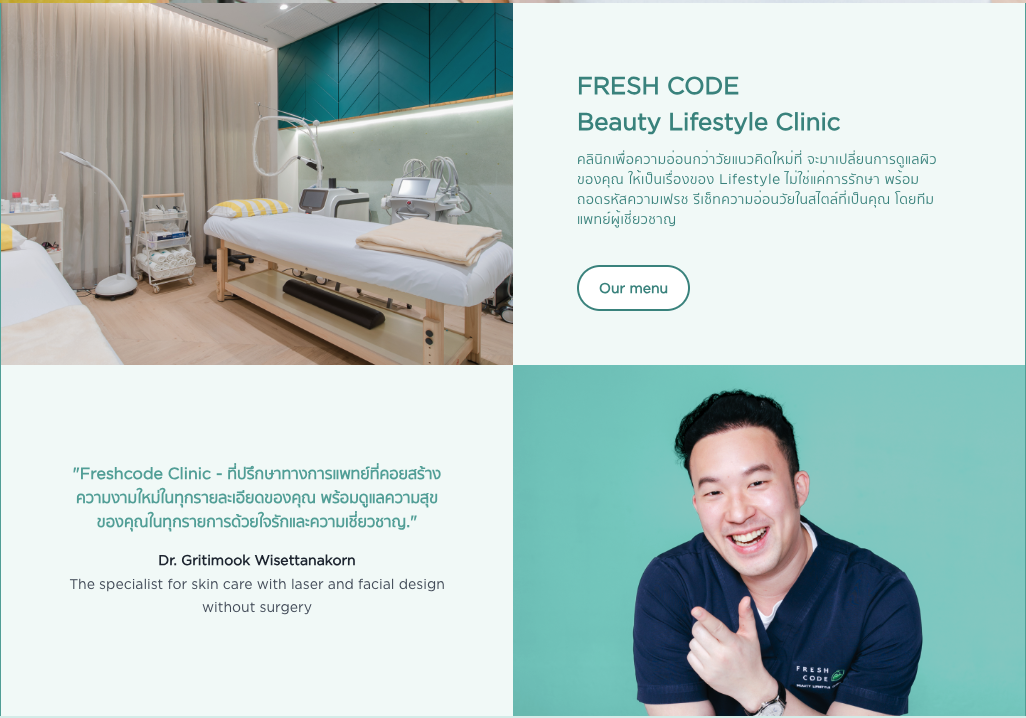 FRESH CODE
Beauty Lifestyle Clinic
คลินิกเพื่อความอ่อนกว่าวัยแนวคิดใหม่ที่ จะมาเปลี่ยนการดูแลผิว
ของคุณ ให้เป็นเรื่องของ Lifestyle ไม่ใช่แค่การรักษา พร้อม
ถอดรหัสความเฟรช รีเซ็ทความอ่อนวัยในสไตล์ที่เป็นคุณ โดยทีม
แพทย์ผู้เชี่ยวชาญ
Our menu
"Freshcode Clinic - ที่ปรึกษาทางการแพทย์ที่คอยสร้าง
ความงามใหม่ในทุกรายละเอียดของคุณ พร้อมดูแลความสุข
ของคุณในทุกรายการด้วยใจรักและความเชี่ยวชาญ."
Dr. Gritimook Wisettanakorn
The specialist for skin care with laser and facial design
without surgery
FRESH
CODE
BEAUTY LIFESTYLE